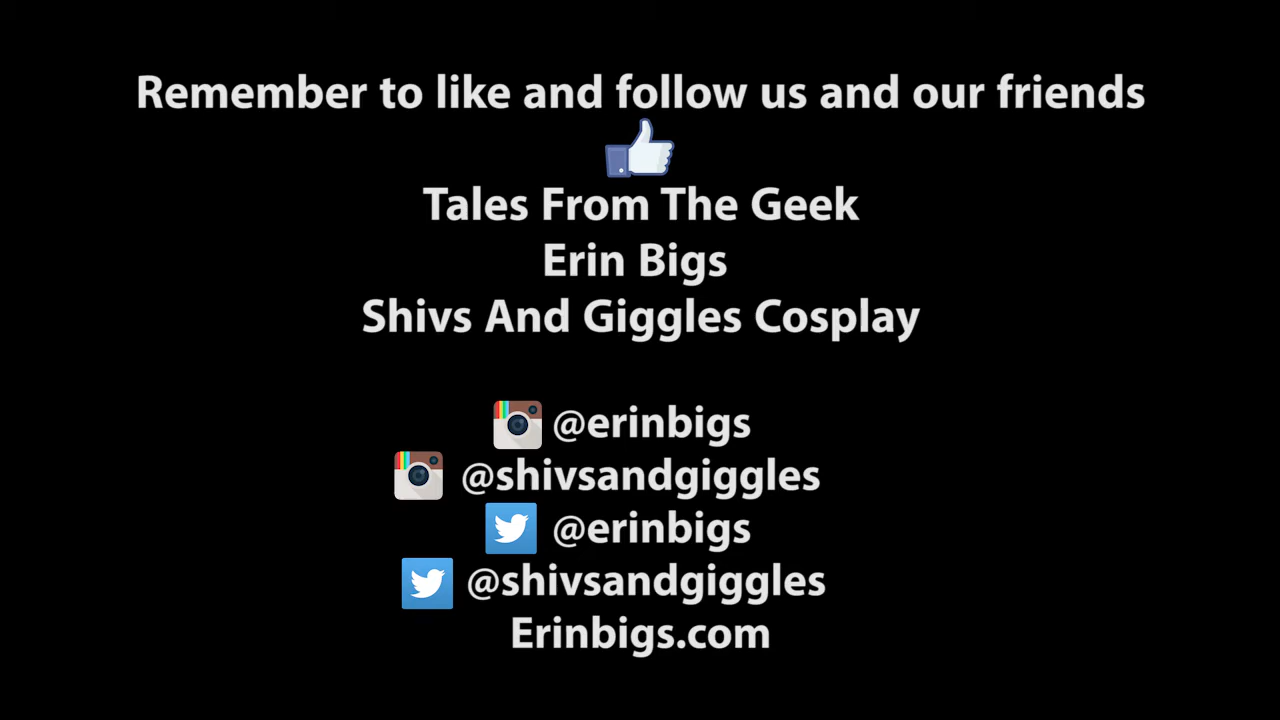 Remember to like and follow us and our friends
Tales From The Geek
Erin Bigs
Shivs And Giggles Cosplay
@erinbigs
@shivsandgiggles
@erinbigs
@shivsandgiggles
Erinbigs.com